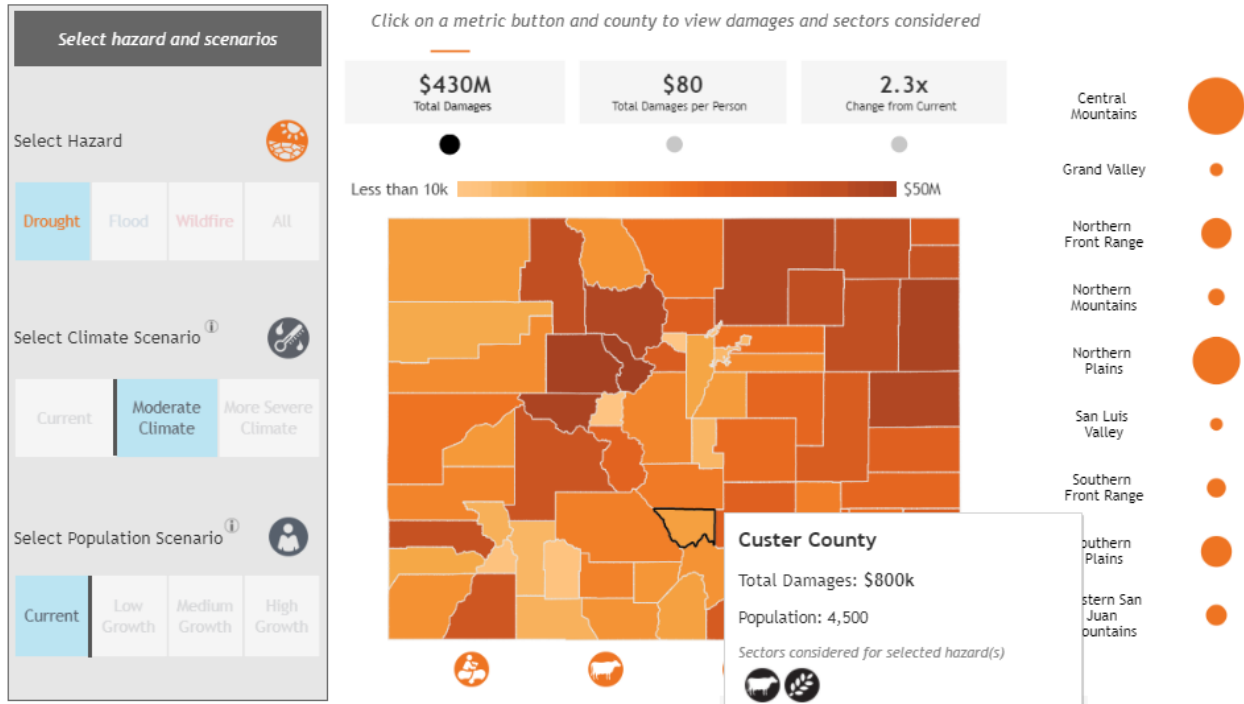 Select hazard and scenarios
Select Hazard
Drought
Flood
Wildfire
All
Select Climate Scenario
Current
Moderate
Climate
More Severe
Climate
Select Population Scenario
Current
Low
Growth
Medium
Growth
High
Growth
Click on a metric button and county to view damages and sectors considered
$430M
Total Damages
$80
Total Damages per Person
2.3x
Change from Current
Less than 10k
$50M
Custer County
Total Damages: $800k
Population: 4,500
Sectors considered for selected hazard(s)
Central
Mountains
Grand Valley
Northern
Front Range
Northern
Mountains
Northern
Plains
San Luis
Valley
Southern
Front Range
outhern
Plains
stern San
Juan
ountains